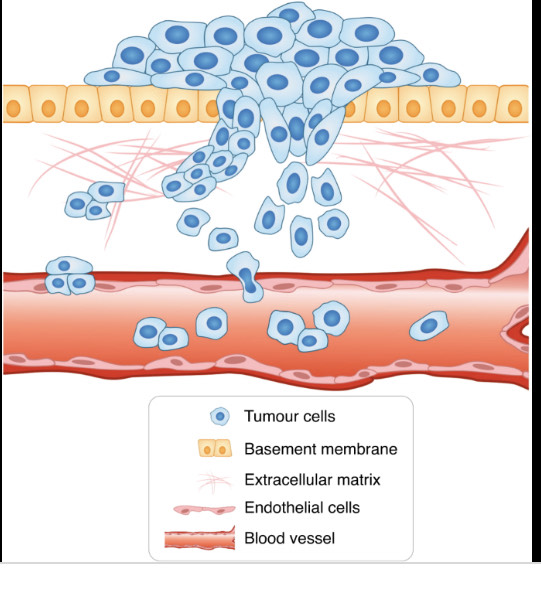 Tumour cells
Basement membrane
Extracellular matrix
Endothelial cells
Blood vessel